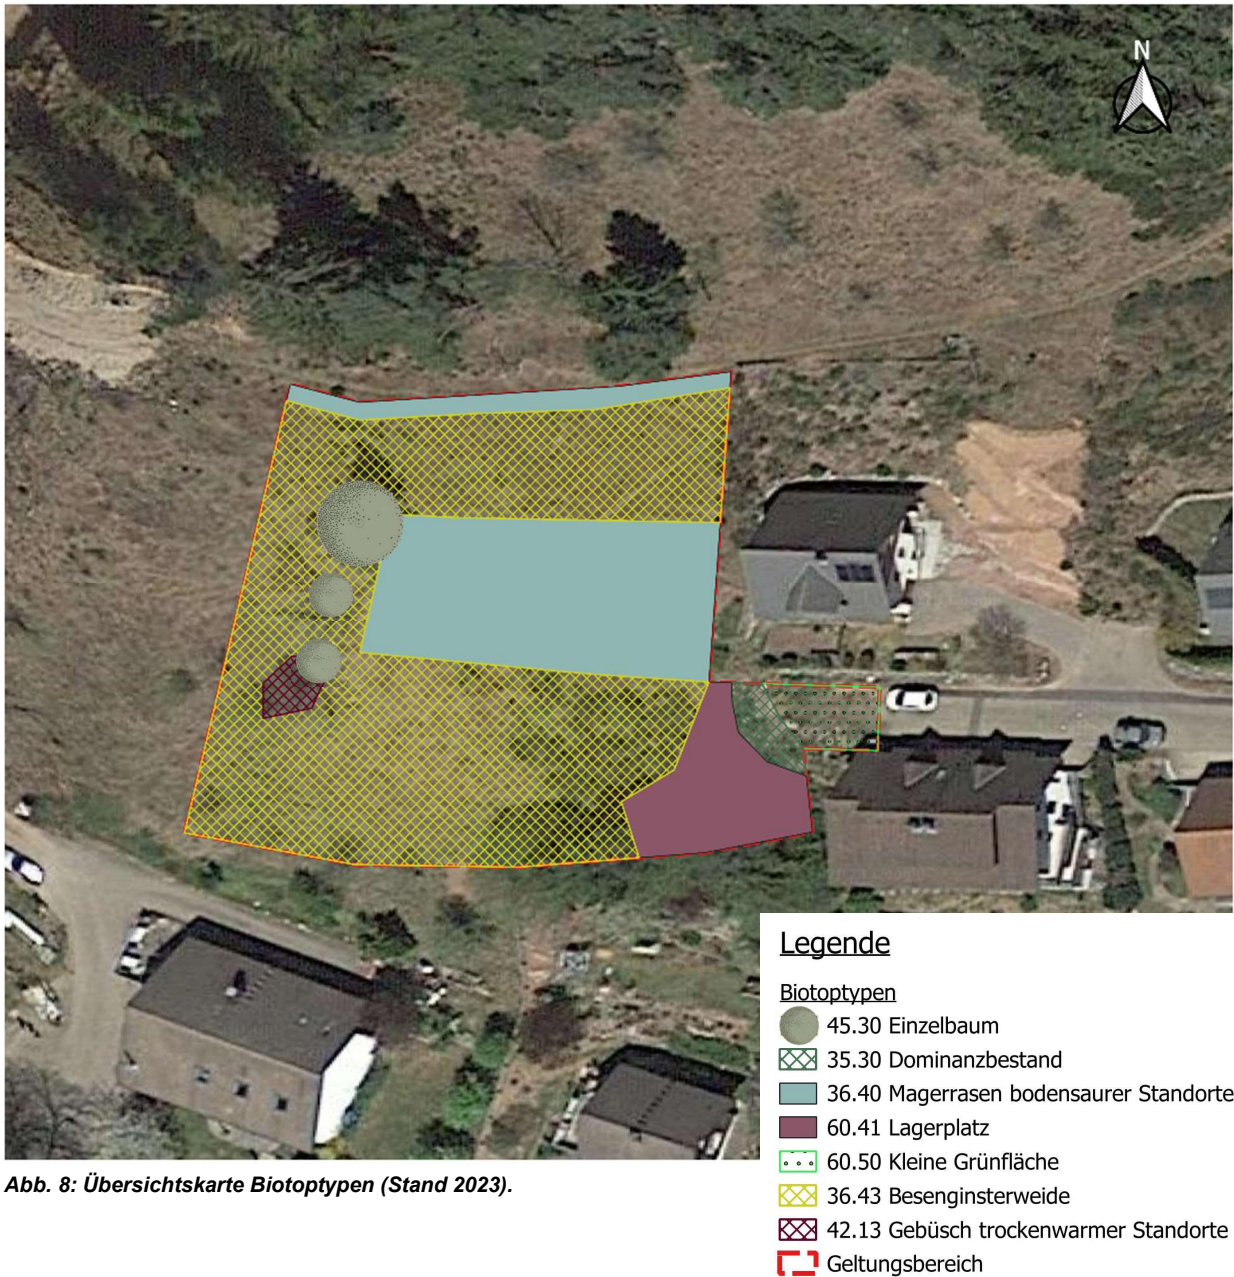 N
Legende
Biotoptypen
45.30 Einzelbaum
35.30 Dominanzbestand
36.40 Magerrasen bodensaurer Standorte
60.41 Lagerplatz
60.50 Kleine Grünfläche
36.43 Besenginsterweide
42.13 Gebüsch trockenwarmer Standorte
Geltungsbereich
Abb. 8: Übersichtskarte Biotoptypen (Stand 2023).